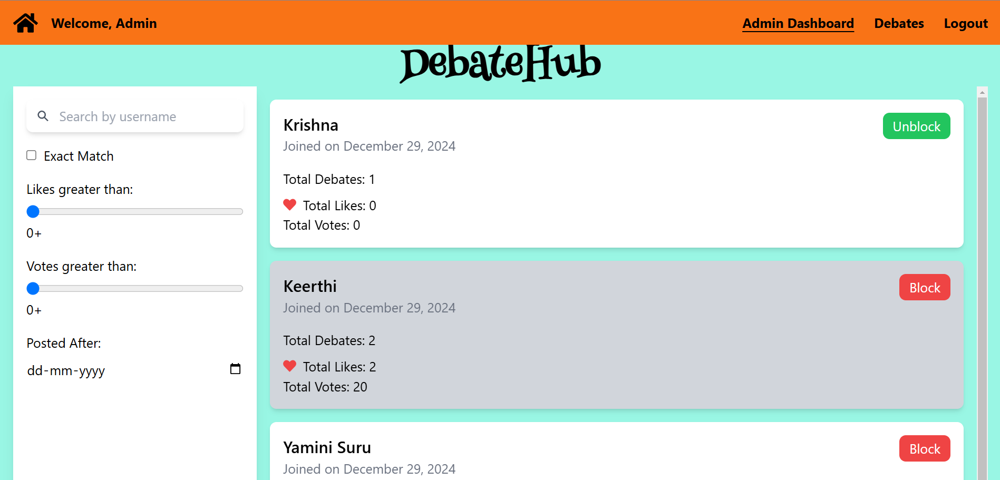 Welcome, Admin
Admin Dashboard
Debates
Logout
DebateHub
Search by username
Exact Match
Likes greater than:
0+
Votes greater than:
0+
Posted After:
dd-mm-yyyy
Krishna
Unblock
Joined on December 29, 2024
Total Debates: 1
Total Likes: 0
Total Votes: 0
Keerthi
Block
Joined on December 29, 2024
Total Debates: 2
Total Likes: 2
Total Votes: 20
Yamini Suru
Block
Joined on December 29, 2024